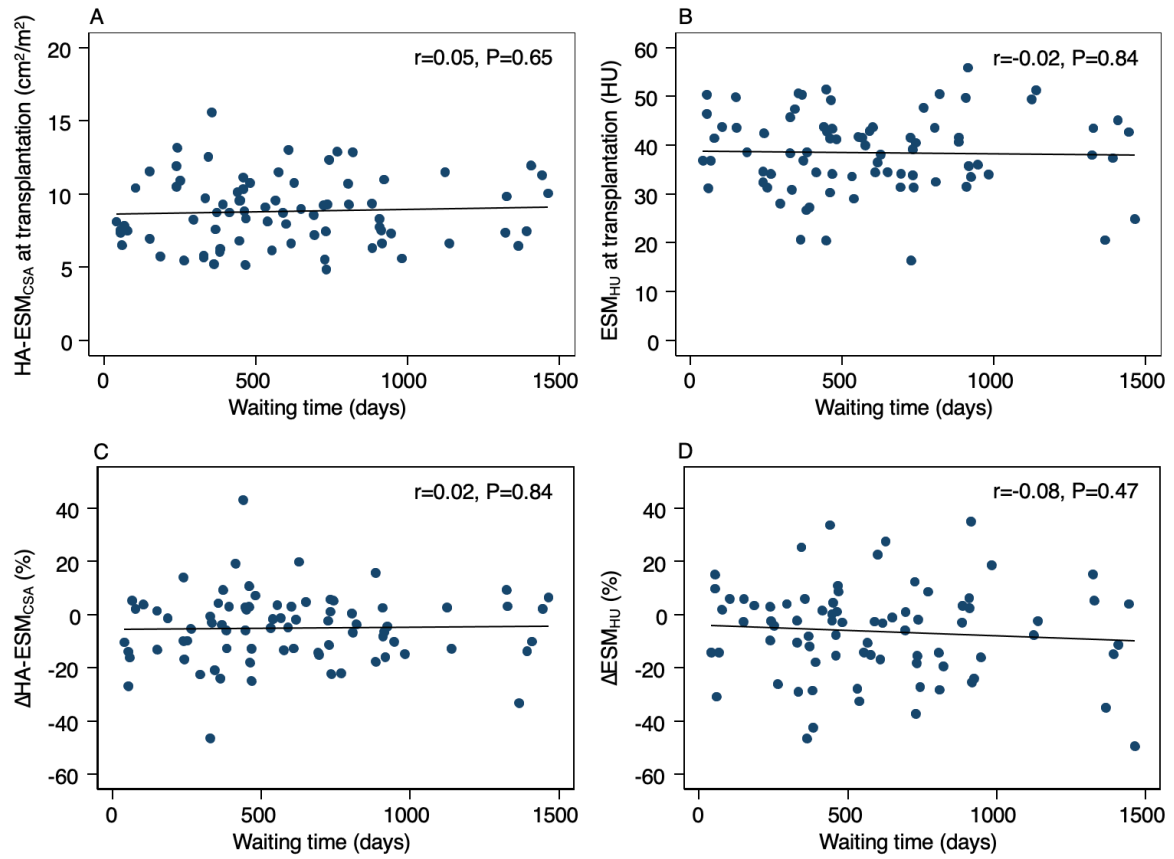 A
r=0.05, P=0.65
HA-ESMCSA at transplantation (cm²/m²)
20
15
10
5
0
0 500 1000 1500
Waiting time (days)
B
r=-0.02, P=0.84
ESMHU at transplantation (HU)
60
50
40
30
20
10
0
0 500 1000 1500
Waiting time (days)
C
r=0.02, P=0.84
ΔHA-ESMCSA (%)
40
20
0
-20
-40
-60
0 500 1000 1500
Waiting time (days)
D
r=-0.08, P=0.47
ΔESMHU (%)
40
20
0
-20
-40
-60
0 500 1000 1500
Waiting time (days)